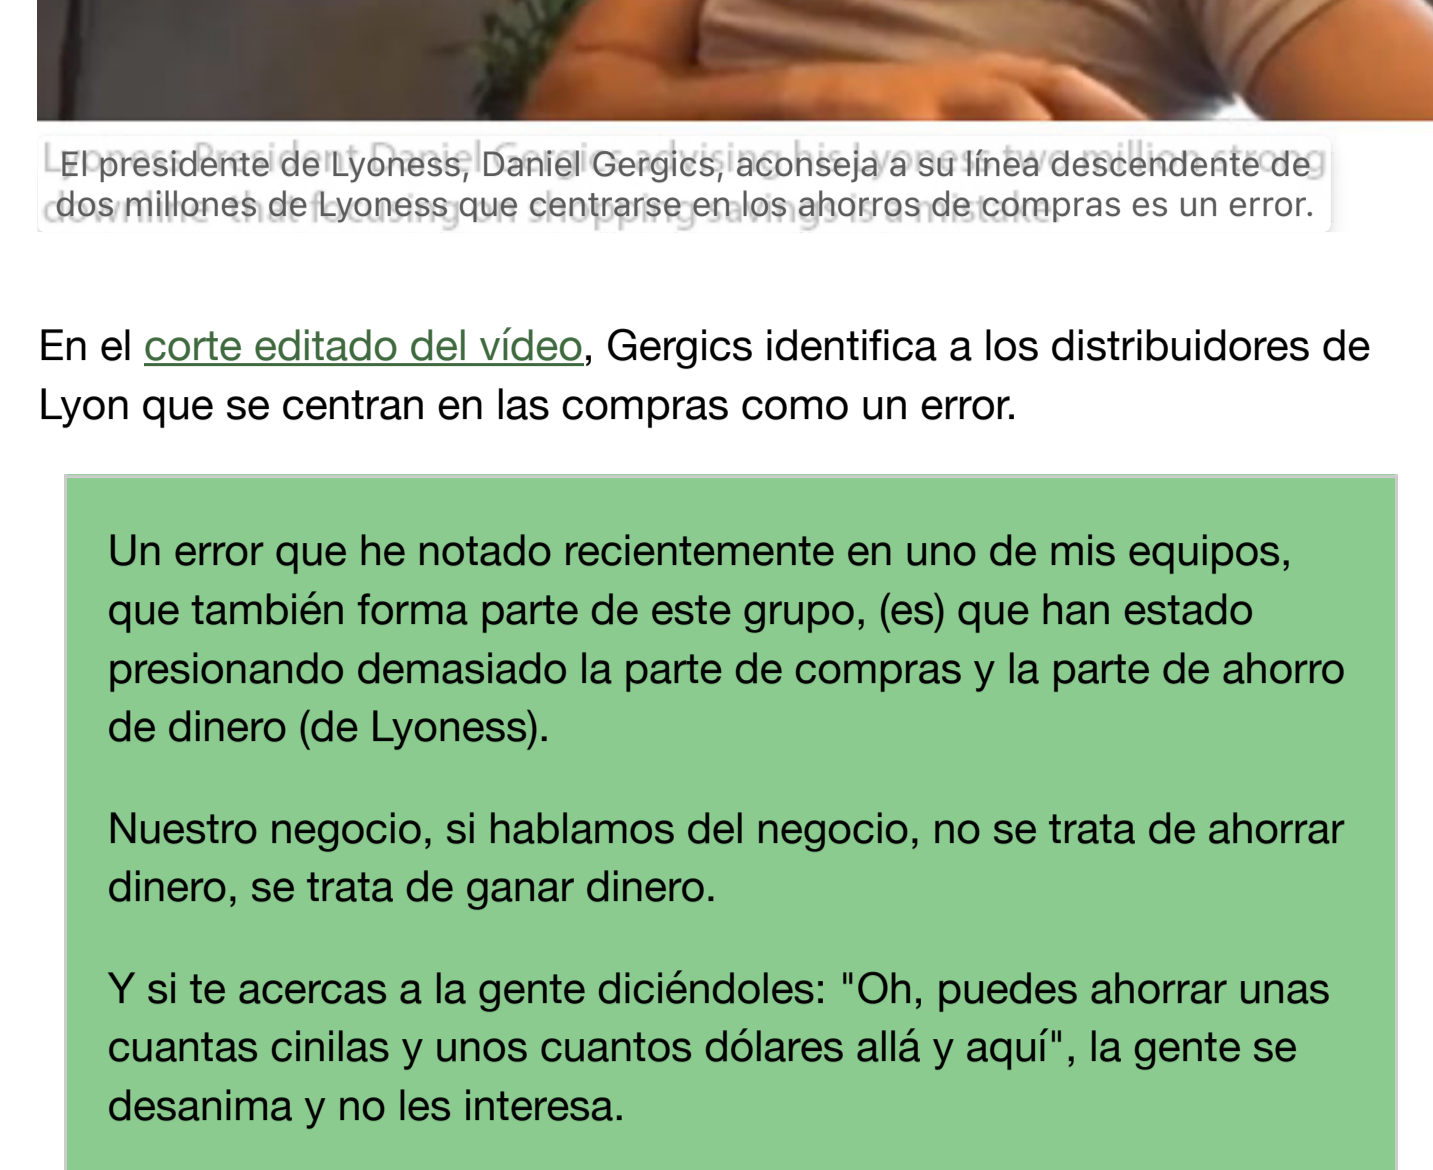 El presidente de Lyoness, Daniel Gergics, aconseja a su línea descendente de
dos millones de Lyoness que centrarse en los ahorros de compras es un error.
En el corte editado del vídeo, Gergics identifica a los distribuidores de
Lyon que se centran en las compras como un error.
Un error que he notado recientemente en uno de mis equipos,
que también forma parte de este grupo, (es) que han estado
presionando demasiado la parte de compras y la parte de ahorro
de dinero (de Lyoness).
Nuestro negocio, si hablamos del negocio, no se trata de ahorrar
dinero, se trata de ganar dinero.
Y si te acercas a la gente diciéndoles: "Oh, puedes ahorrar unas
cuantas cinilas y unos cuantos dólares allá y aquí", la gente se
desanima y no les interesa.